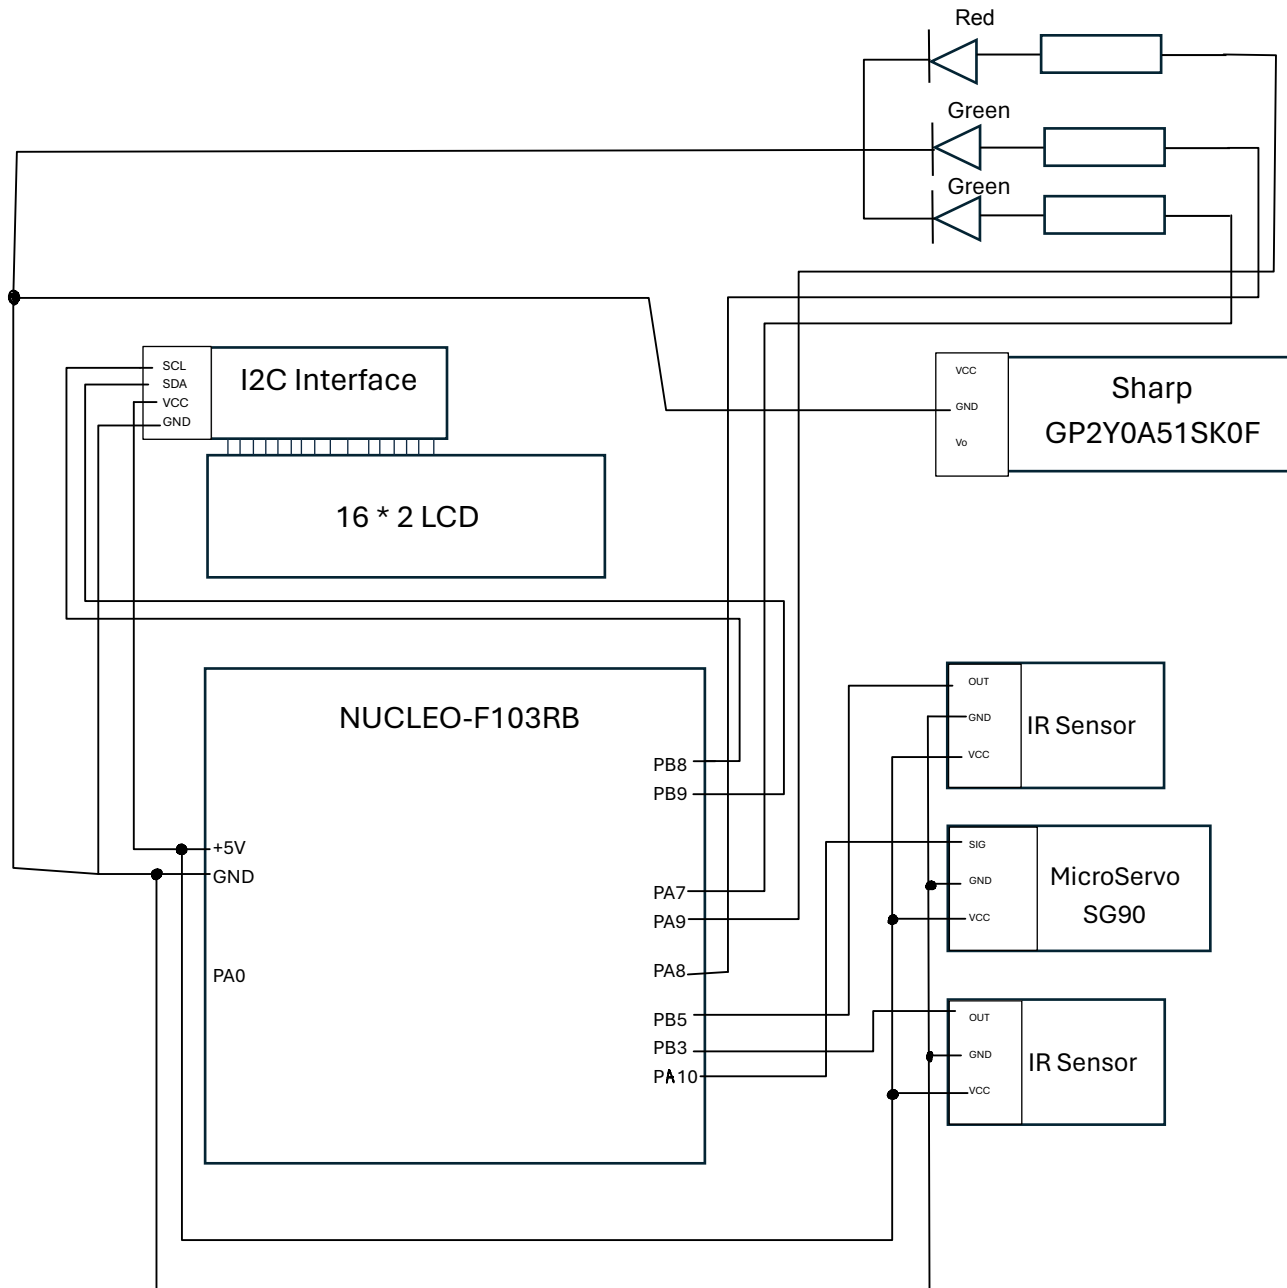 Red
Green
Green
SCL
SDA
VCC
GND
I2C Interface
16 * 2 LCD
VCC
GND
Vo
Sharp
GP2Y0A51SK0F
NUCLEO-F103RB
PB8
PB9
+5V
GND
PA7
PA9
PA0
PA8
PB5
PB3
PA10
OUT
GND
VCC
IR Sensor
SIG
GND
VCC
MicroServo
SG90
OUT
GND
VCC
IR Sensor